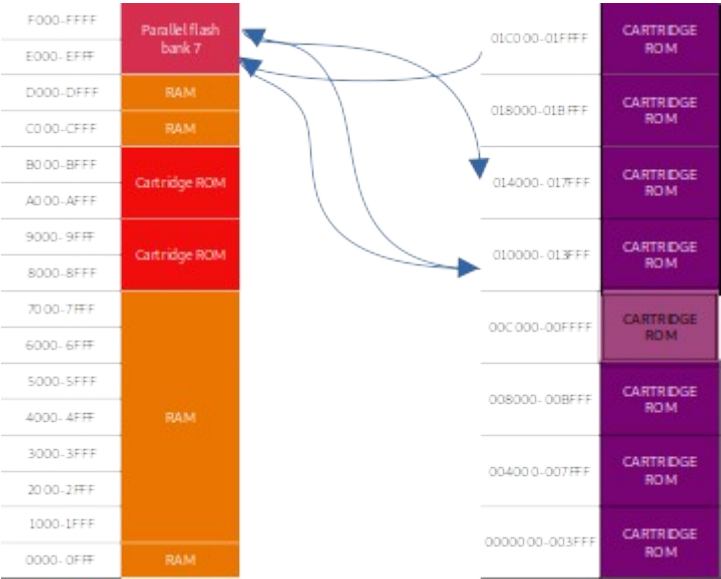 F000-FFFF
E000-EFFF
D000-DFFF
C000-CFFF
B000-BFFF
A000-AFFF
9000-9FFF
8000-8FFF
7000-7FFF
6000-6FFF
5000-5FFF
4000-4FFF
3000-3FFF
2000-2FFF
1000-1FFF
0000-0FFF
Parallel flash
bank 7
RAM
RAM
Cartridge ROM
Cartridge ROM
RAM
RAM
01C000-01FFFF
018000-01BFFF
014000-017FFF
010000-013FFF
00C000-00FFFF
008000-00BFFF
004000-007FFF
0000000-003FFF
CARTRIDGE
ROM
CARTRIDGE
ROM
CARTRIDGE
ROM
CARTRIDGE
ROM
CARTRIDGE
ROM
CARTRIDGE
ROM
CARTRIDGE
ROM
CARTRIDGE
ROM